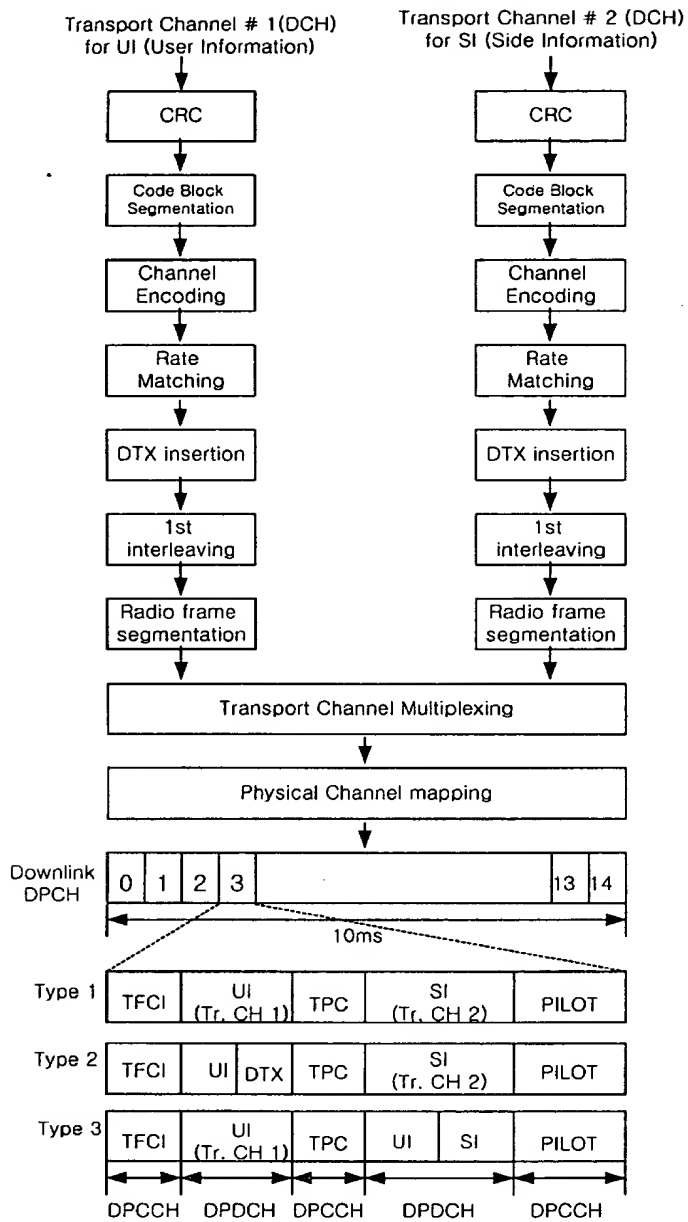 Transport Channel # 1(DCH)
for UI (User Information)
Transport Channel # 2 (DCH)
for SI (Side Information)
CRC
CRC
Code Block
Segmentation
Code Block
Segmentation
Channel
Encoding
Channel
Encoding
Rate
Matching
Rate
Matching
DTX insertion
DTX insertion
1st
interleaving
1st
interleaving
Radio frame
segmentation
Radio frame
segmentation
Transport Channel Multiplexing
Physical Channel mapping
Downlink
DPCH
0 1 2 3 13 14
10ms
Type 1
TFCI
UI
(Tr. CH 1)
TPC
SI
(Tr. CH 2)
PILOT
Type 2
TFCI
UI
DTX
TPC
SI
(Tr. CH 2)
PILOT
Type 3
TFCI
UI
(Tr. CH 1)
TPC
UI
SI
PILOT
DPCCH DPDCH DPCCH DPDCH DPCCH